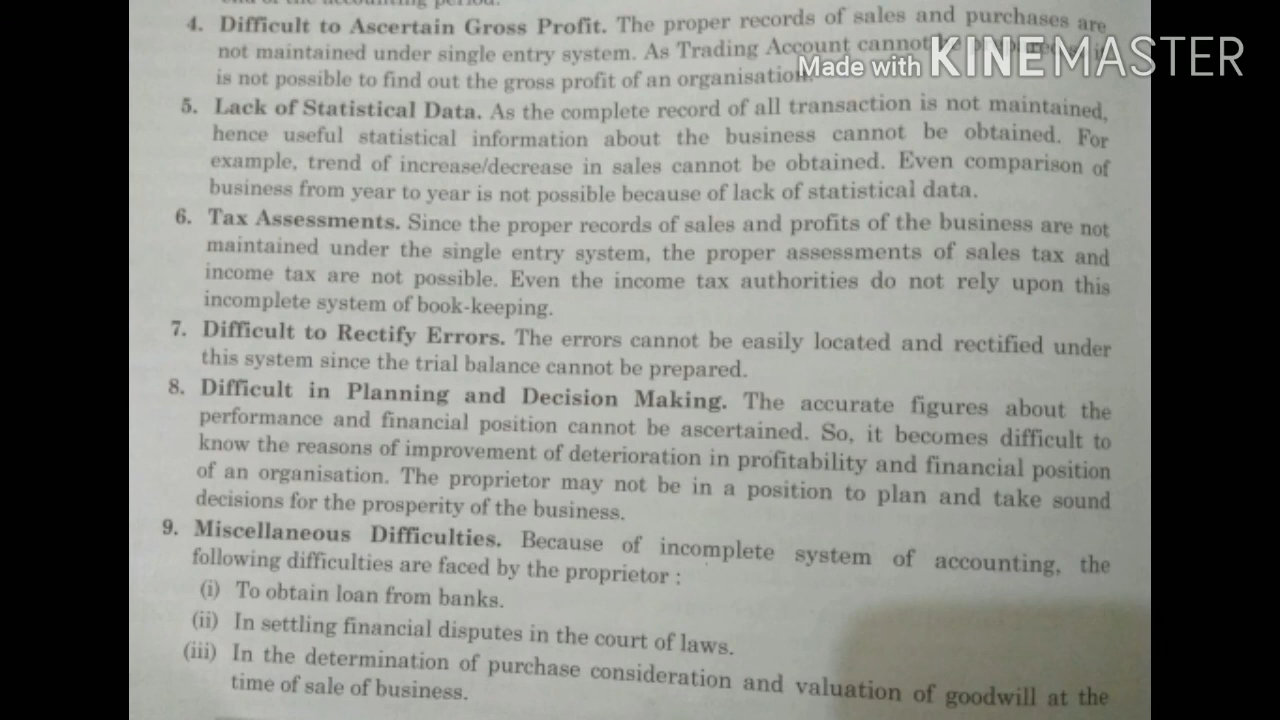 4. Difficult to Ascertain Gross Profit. The proper records of sales and purchases are
not maintained under single entry system. As Trading Account cannot
is not possible to find out the gross profit of an organisation.
Made with KINEMASTER
5. Lack of Statistical Data. As the complete record of all transaction is not maintained,
hence useful statistical information about the business cannot be obtained. For
example, trend of increase/decrease in sales cannot be obtained. Even comparison of
business from year to year is not possible because of lack of statistical data.
6. Tax Assessments. Since the proper records of sales and profits of the business are not
maintained under the single entry system, the proper assessments of sales tax and
income tax are not possible. Even the income tax authorities do not rely upon this
incomplete system of book-keeping.
7. Difficult to Rectify Errors. The errors cannot be easily located and rectified under
this system since the trial balance cannot be prepared.
8. Difficult in Planning and Decision Making. The accurate figures about the
performance and financial position cannot be ascertained. So, it becomes difficult to
know the reasons of improvement of deterioration in profitability and financial position
of an organisation. The proprietor may not be in a position to plan and take sound
decisions for the prosperity of the business.
9. Miscellaneous Difficulties. Because of incomplete system of accounting, the
following difficulties are faced by the proprietor :
(i) To obtain loan from banks.
(ii) In settling financial disputes in the court of laws.
(iii) In the determination of purchase consideration and valuation of goodwill at the
time of sale of business.